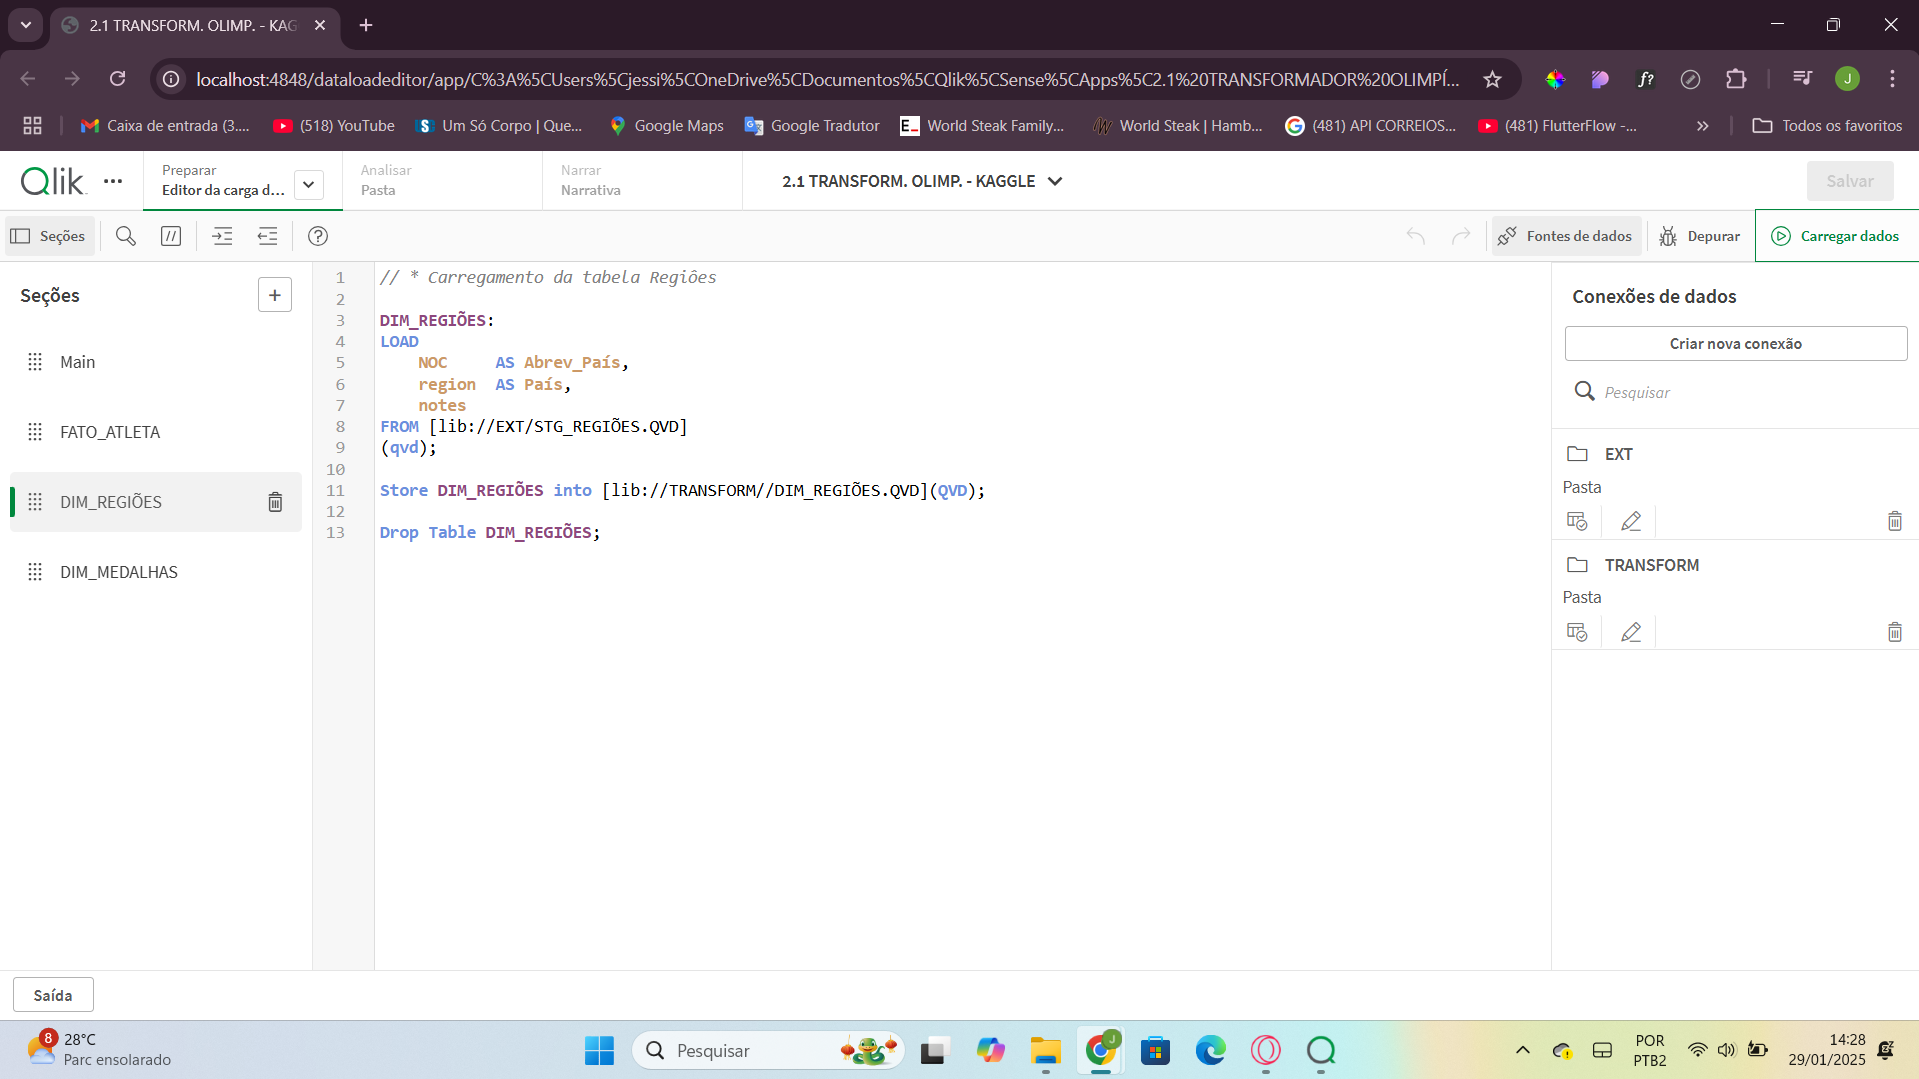 2.1 TRANSFORM. OLIMP. - KAG
localhost:4848/dataloadeditor/app/C%3A%5CUsers%5Cjessi%5COneDrive%5CDocumentos%5CQlik%5CSense%5CApps%5C2.1%20TRANSFORMADOR%20OLIMPÍ...
f?
J
Caixa de entrada (3....
(518) YouTube
Um Só Corpo | Que...
Google Maps
Google Tradutor
World Steak Family...
World Steak | Hamb...
(481) API CORREIOS...
(481) FlutterFlow -...
Todos os favoritos
Qlik
Preparar
Editor da carga d...
Analisar
Pasta
Narrar
Narrativa
2.1 TRANSFORM. OLIMP. - KAGGLE
Salvar
Seções
Fontes de dados
Depurar
Carregar dados
Seções
Main
FATO_ATLETA
DIM_REGIÕES
DIM_MEDALHAS
1 // * Carregamento da tabela Regiões
2
3 DIM_REGIÕES:
4 LOAD
5 NOC AS Abrev_País,
6 region AS País,
7 notes
8 FROM [lib://EXT/STG_REGIÕES.QVD]
9 (qvd);
10
11 Store DIM_REGIÕES into [lib://TRANSFORM//DIM_REGIÕES.QVD](QVD);
12
13 Drop Table DIM_REGIÕES;
Conexões de dados
Criar nova conexão
Pesquisar
EXT
Pasta
TRANSFORM
Pasta
Saída
8
28°C
Parc ensolarado
Pesquisar
J
POR
PTB2
14:28
29/01/2025